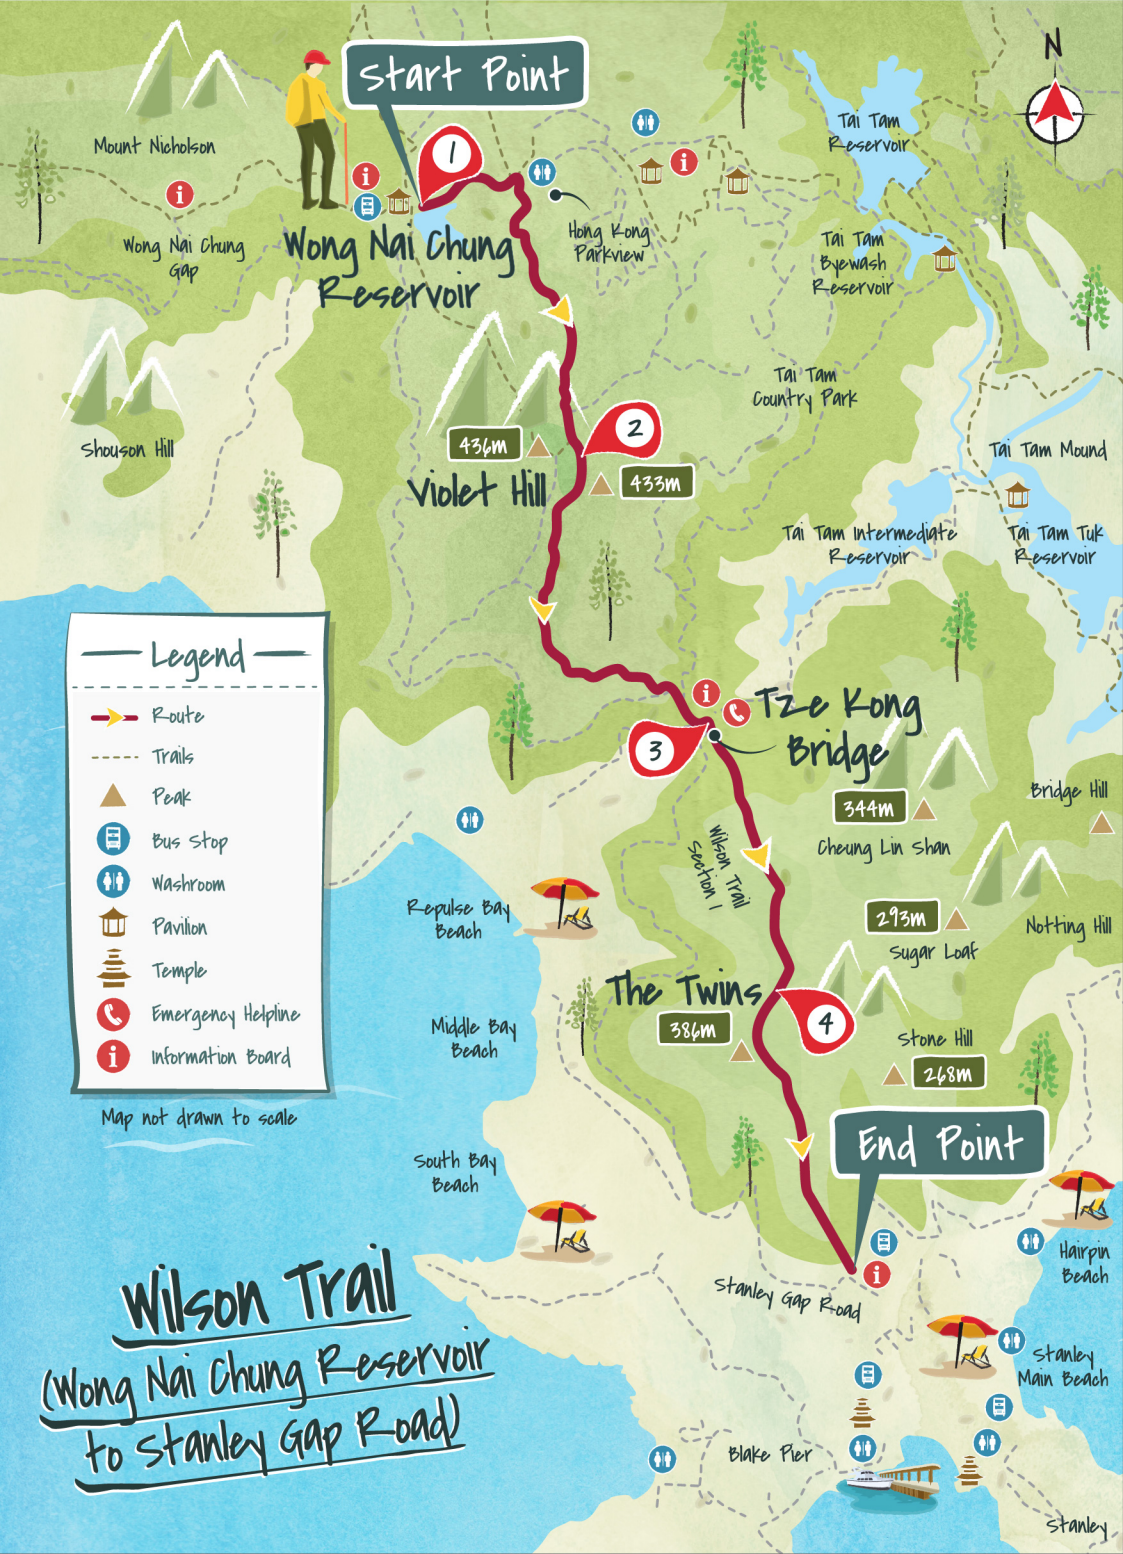 N
Start Point
1
Tai Tam
Reservoir
Mount Nicholson
i
i
i
Wong Nai Chung
Gap
Wong Nai Chung
Reservoir
Hong Kong
Parkview
Tai Tam
Byewash
Reservoir
Tai Tam
Country Park
Shouson Hill
436m
2
433m
Violet Hill
Tai Tam Mound
Tai Tam Intermediate
Reservoir
Tai Tam Tuk
Reservoir
Legend
Route
Trails
Peak
Bus Stop
Washroom
Pavilion
Temple
Emergency Helpline
i
Information Board
Map not drawn to scale
i
Tze Kong
Bridge
3
344m
Cheung Lin Shan
Bridge Hill
Wilson Trail
Section 1
293m
Sugar Loaf
Notting Hill
Repulse Bay
Beach
The Twins
386m
4
Middle Bay
Beach
Stone Hill
268m
End Point
South Bay
Beach
i
Hairpin
Beach
Stanley Gap Road
Stanley
Main Beach
Blake Pier
Stanley
Wilson Trail
(Wong Nai Chung Reservoir
to Stanley Gap Road)